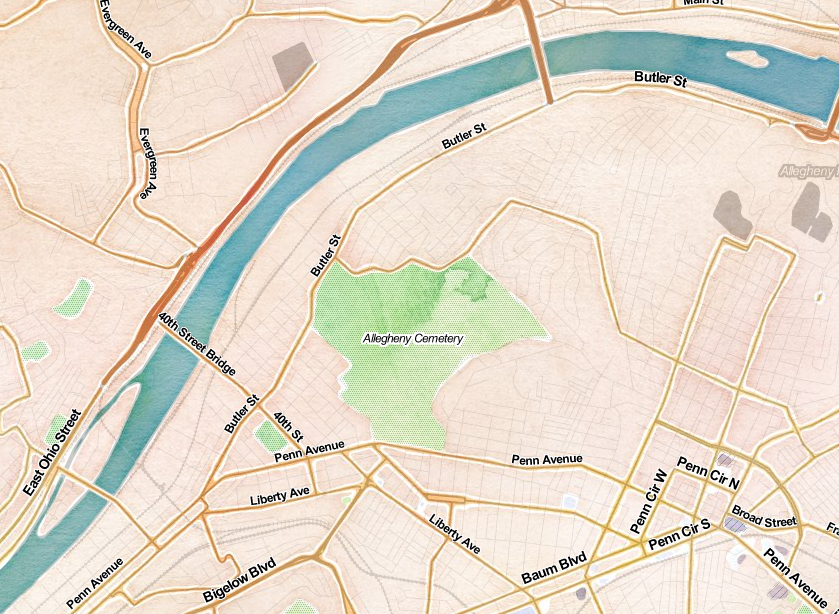 Main St
Evergreen Ave
Butler St
Butler St
Evergreen Ave
Allegheny
Butler St
40th Street Bridge
Allegheny Cemetery
Butler St
40th St
East Ohio Street
Penn Avenue
Penn Avenue
Penn Cir N
Penn Cir W
Liberty Ave
Broad Street
Liberty Ave
Penn Cir S
Penn Avenue
Baum Blvd
Bigelow Blvd
Penn Avenue